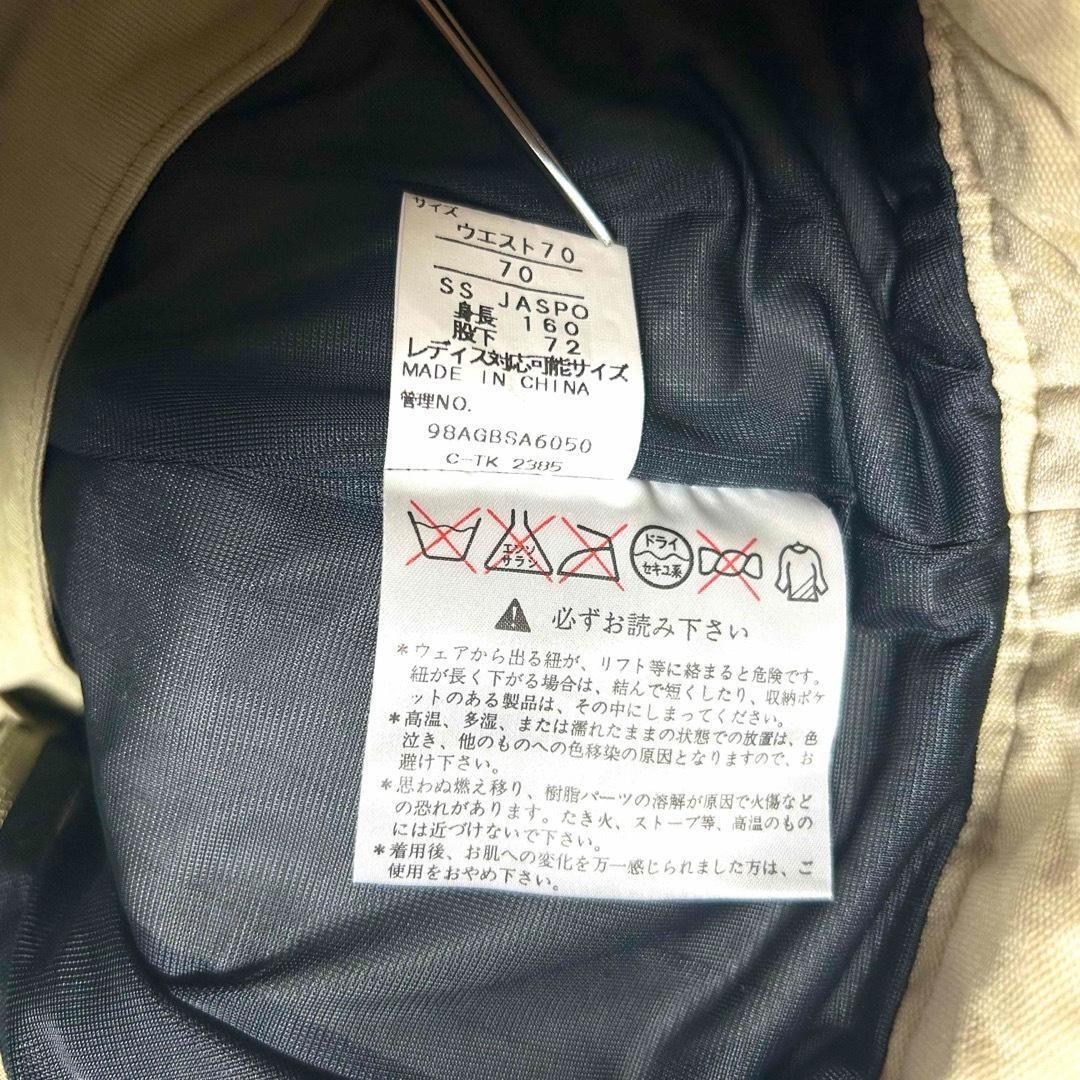 サイズ
ウエスト70
70
SS JASPO
身長 160
股下 72
レディス対応可能サイズ
MADE IN CHINA
管理NO.
98AGBSA6050
C-TK 2385
エンソ
サラシ
ドライ
セキユ系
必ずお読み下さい
*ウェアから出る紐が、リフト等に絡まると危険です。
紐が長く下がる場合は、結んで短くしたり、収納ポケ
ットのある製品は、その中にしまってください。
*高温、多湿、または濡れたままの状態での放置は、色
泣き、他のものへの色移染の原因となりますので、お
避け下さい。
*思わぬ燃え移り、樹脂パーツの溶解が原因で火傷など
の恐れがあります。たき火、ストーブ等、高温のもの
には近づけないで下さい。
*着用後、お肌への変化を万一感じられました方は、ご
使用をおやめ下さい。